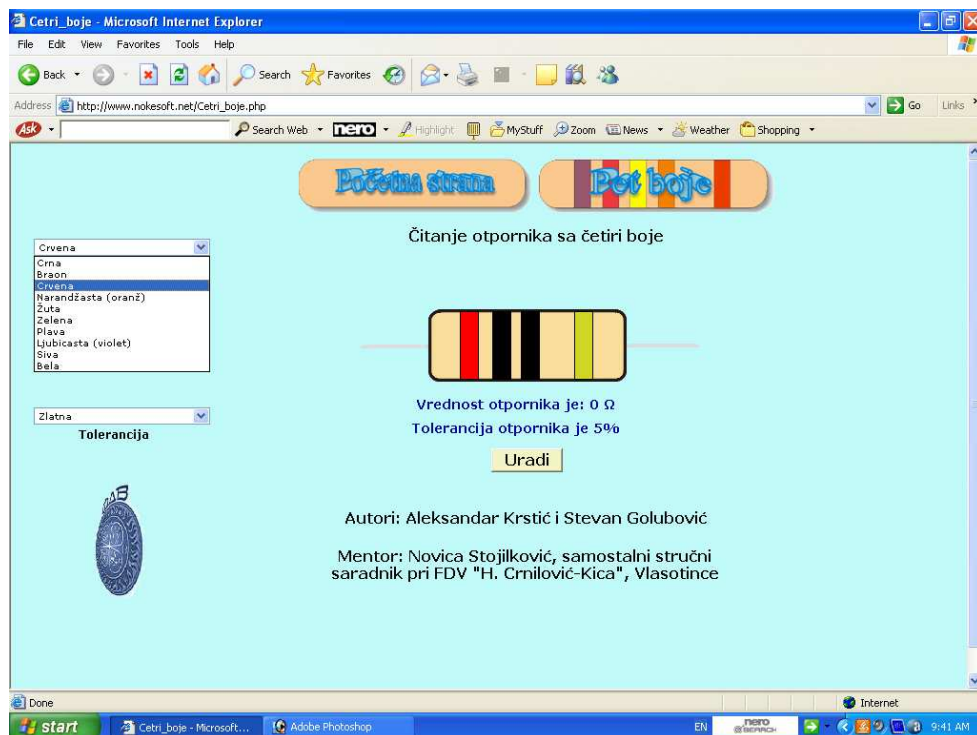 Cetri_boje - Microsoft Internet Explorer
File Edit View Favorites Tools Help
Back Search Favorites
Address http://www.nokesoft.net/Cetri_boje.php Go Links
Ask Search Web nero Highlight MyStuff Zoom News Weather Shopping
Početna strana Pet boje
Čitanje otpornika sa četiri boje
Crvena
Crna
Braon
Crvena
Narandžasta (oranž)
Žuta
Zelena
Plava
Ljubicasta (violet)
Siva
Bela
Vrednost otpornika je: 0 Ω
Zlatna
Tolerancija otpornika je 5%
Tolerancija
Uradi
Autori: Aleksandar Krstić i Stevan Golubović
Mentor: Novica Stojilković, samostalni stručni
saradnik pri FDV "H. Crnilović-Kica", Vlasotince
Done Internet
start Cetri_boje - Microsoft... Adobe Photoshop EN nero SEARCH 9:41 AM